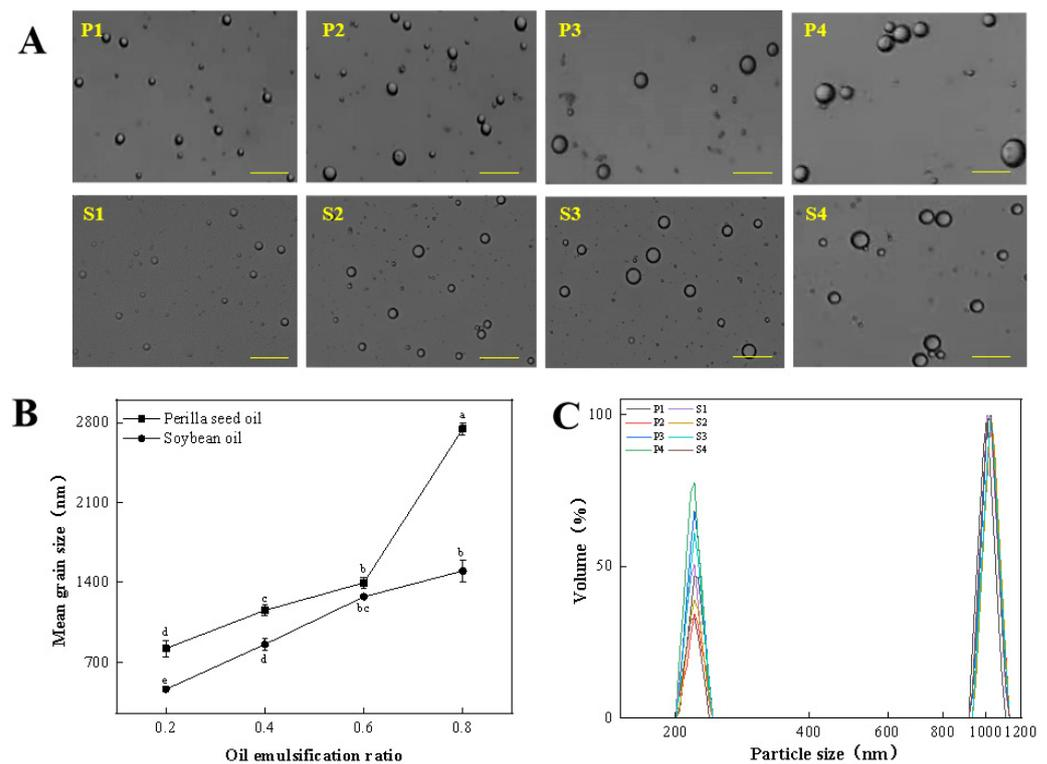 A
P1 P2 P3 P4
S1 S2 S3 S4
B
Mean grain size (nm)
2800
2100
1400
700
Perilla seed oil
Soybean oil
a
b
b
c
bc
d
d
e
0.2 0.4 0.6 0.8
Oil emulsification ratio
C
Volume (%)
100
50
0
P1 S1
P2 S2
P3 S3
P4 S4
200 400 600 800 1000 1200
Particle size (nm)